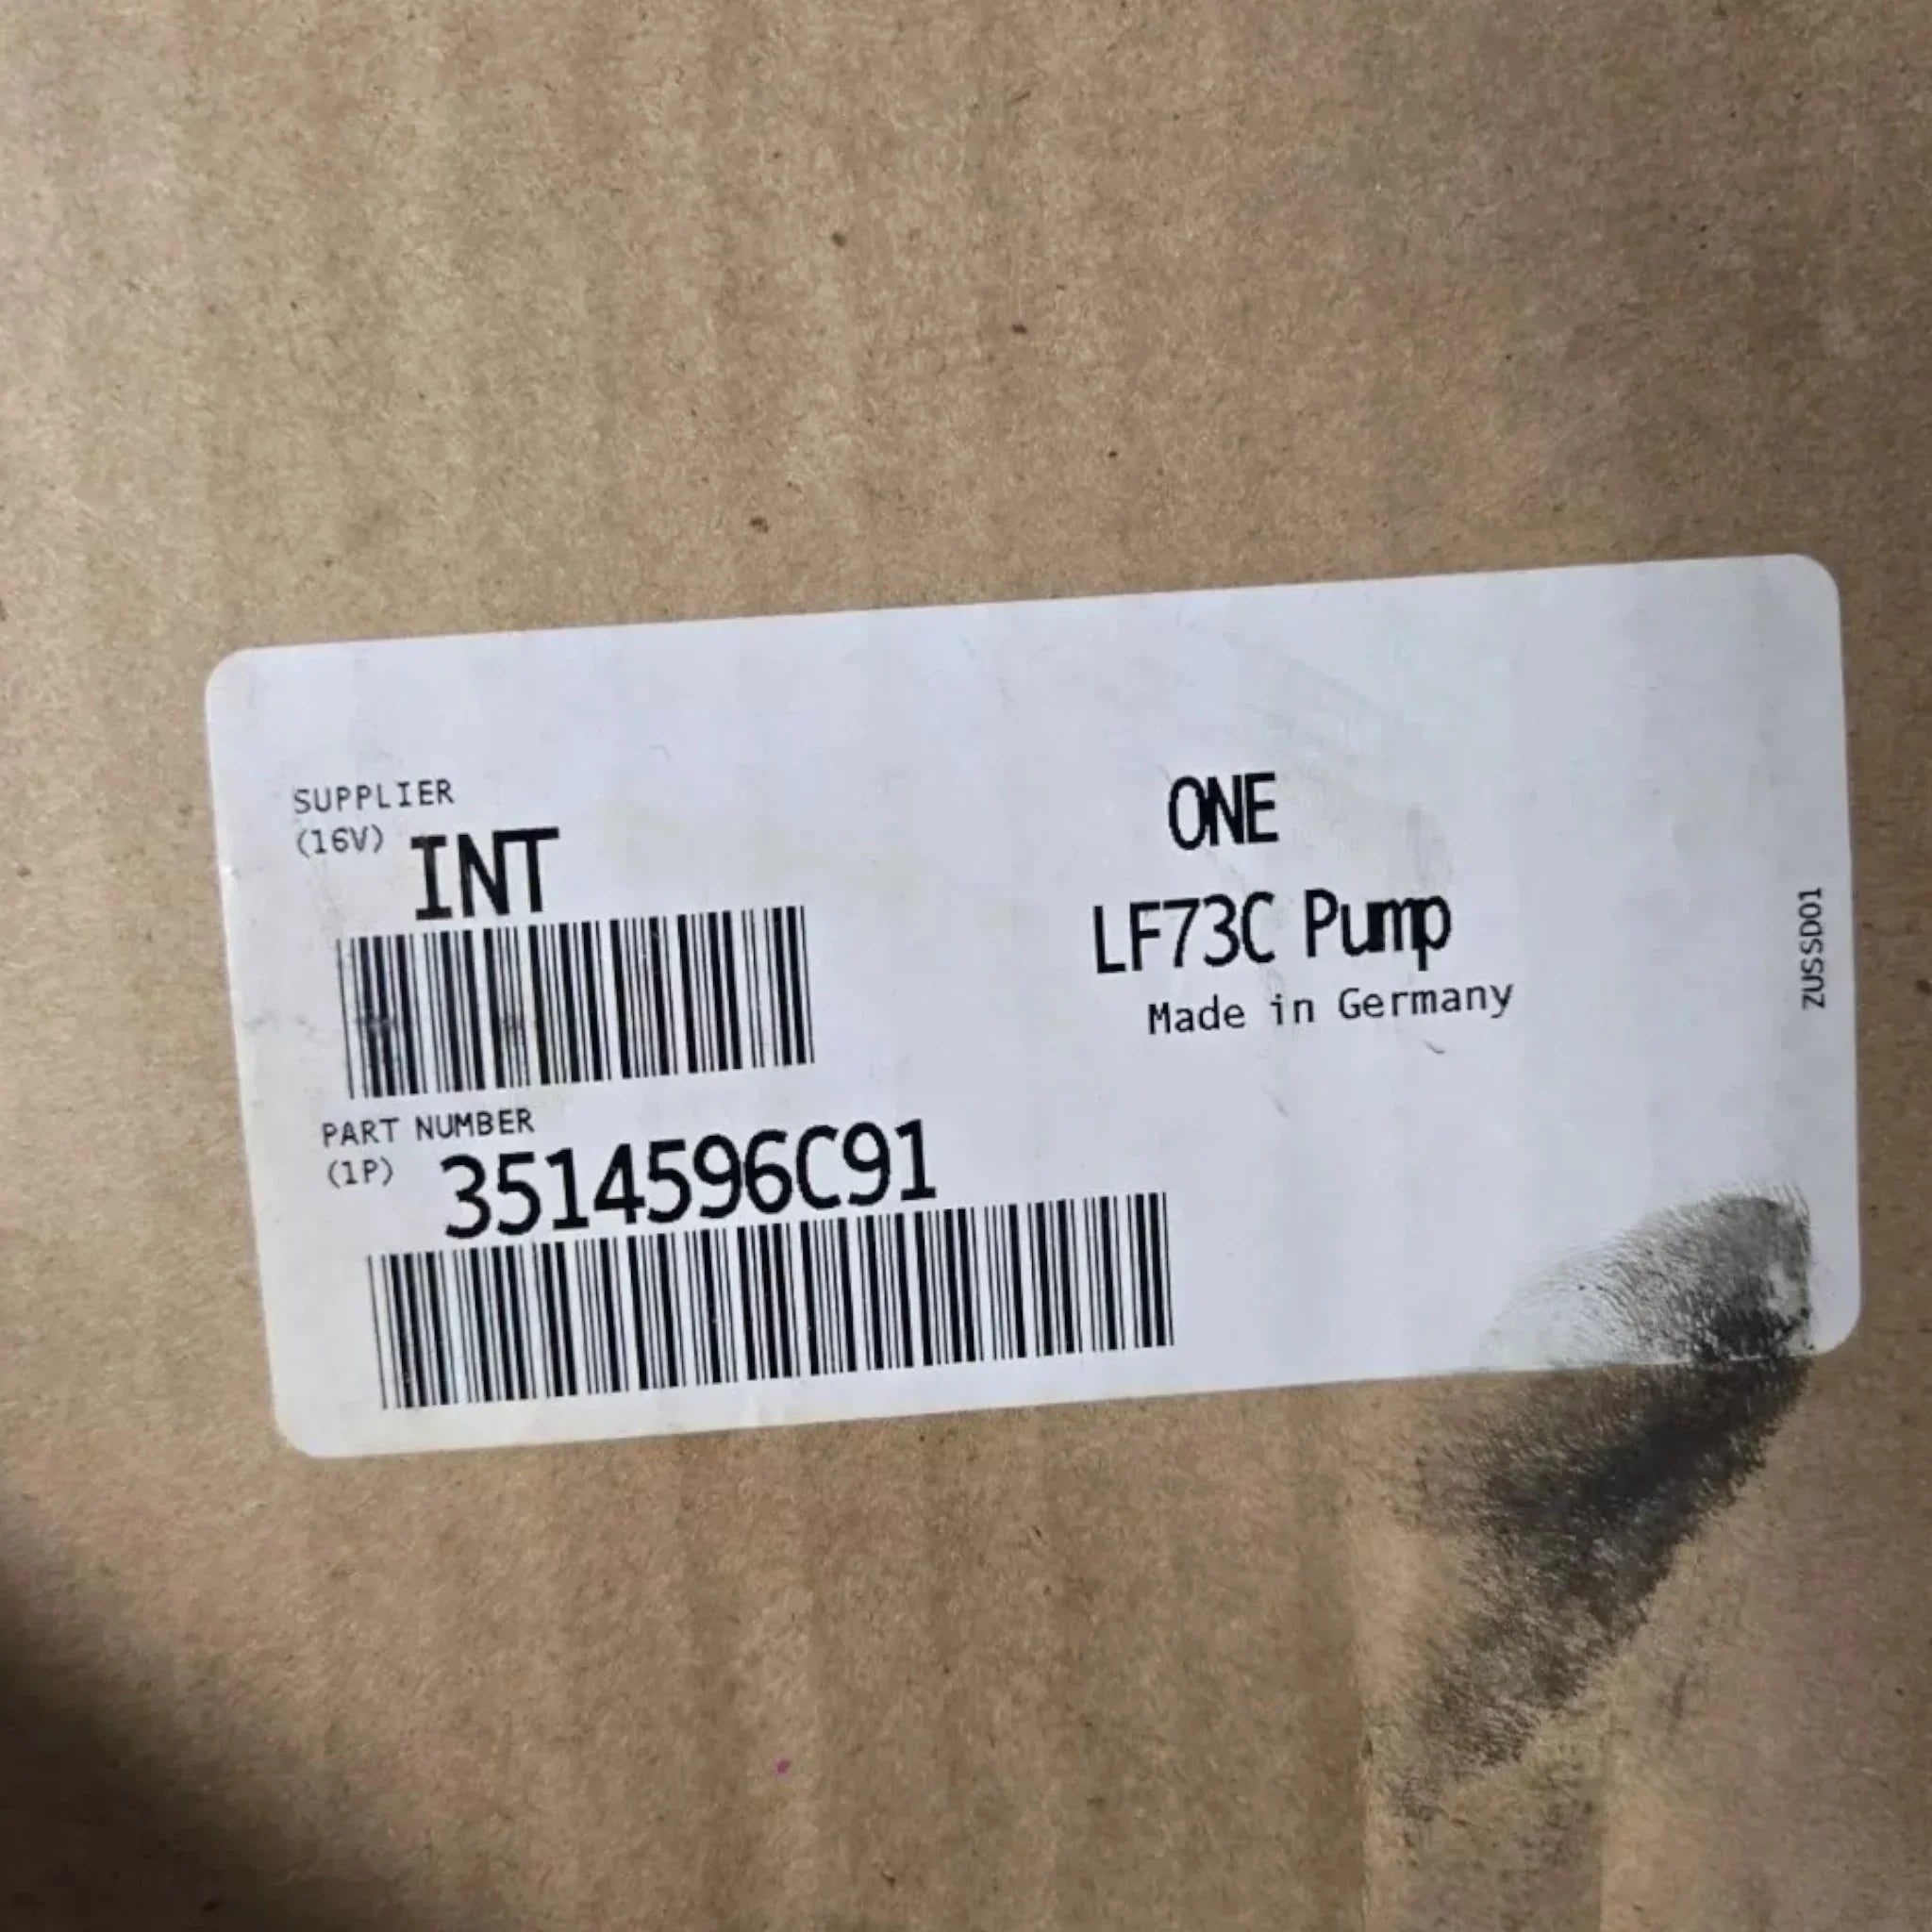 SUPPLIER
(16V) INT
PART NUMBER
(1P) 3514596C91
ONE
LF73C Pump
Made in Germany
ZUSSD01